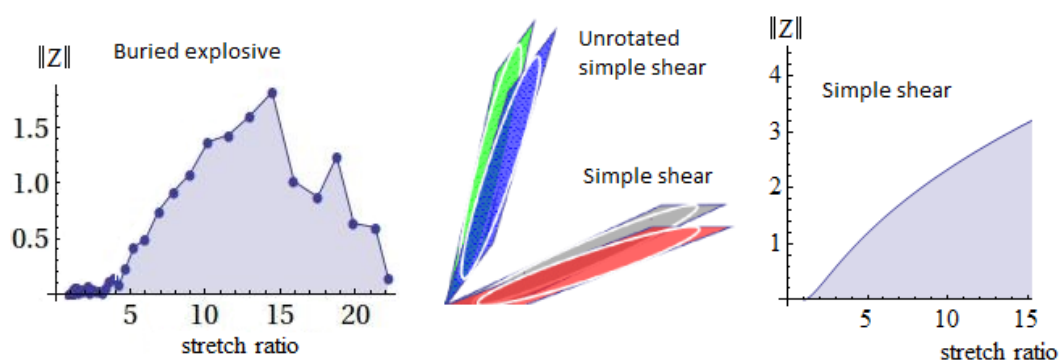 ‖Z‖
Buried explosive
1.5
1.0
0.5
5 10 15 20
stretch ratio
Unrotated
simple shear
Simple shear
‖Z‖
4
Simple shear
3
2
1
5 10 15
stretch ratio